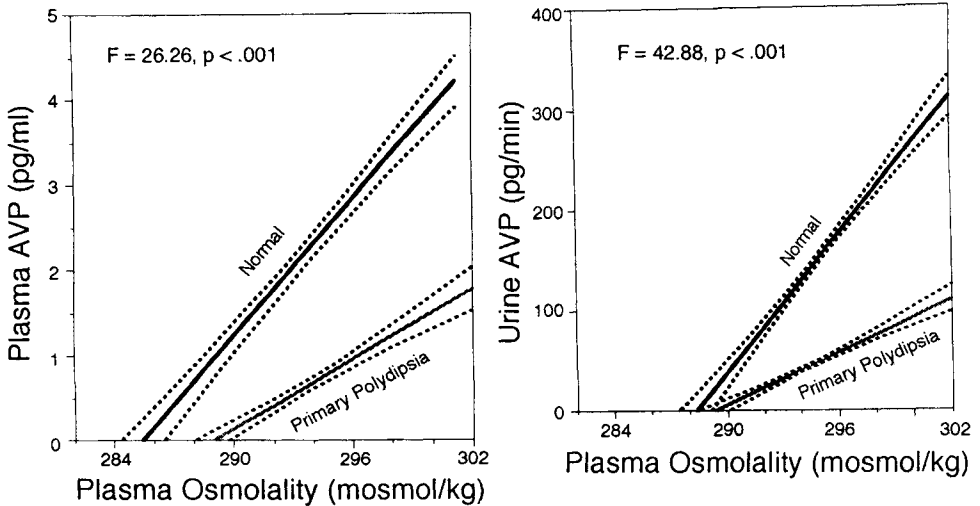 F = 26.26, p < .001
Plasma AVP (pg/ml)
5
4
3
2
1
0
Normal
Primary Polydipsia
284
290
296
302
Plasma Osmolality (mosmol/kg)
F = 42.88, p < .001
Urine AVP (pg/min)
400
300
200
100
0
Normal
Primary Polydipsia
284
290
296
302
Plasma Osmolality (mosmol/kg)